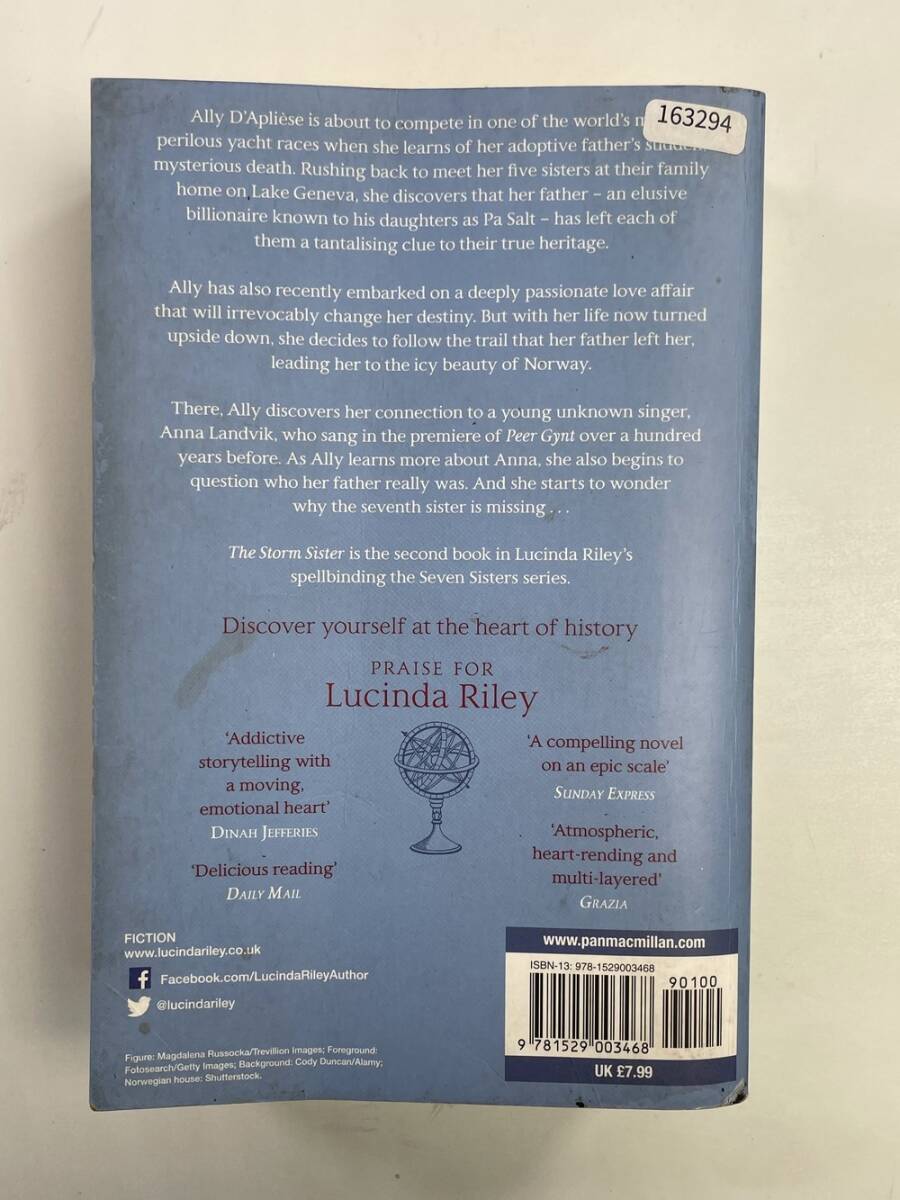 Ally D'Aplièse is about to compete in one of the world's
163294
perilous yacht races when she learns of her adoptive father's
mysterious death. Rushing back to meet her five sisters at their family
home on Lake Geneva, she discovers that her father – an elusive
billionaire known to his daughters as Pa Salt – has left each of
them a tantalising clue to their true heritage.
Ally has also recently embarked on a deeply passionate love affair
that will irrevocably change her destiny. But with her life now turned
upside down, she decides to follow the trail that her father left her,
leading her to the icy beauty of Norway.
There, Ally discovers her connection to a young unknown singer,
Anna Landvik, who sang in the premiere of Peer Gynt over a hundred
years before. As Ally learns more about Anna, she also begins to
question who her father really was. And she starts to wonder
why the seventh sister is missing . . .
The Storm Sister is the second book in Lucinda Riley's
spellbinding the Seven Sisters series.
Discover yourself at the heart of history
PRAISE FOR
Lucinda Riley
'Addictive
storytelling with
a moving,
emotional heart'
DINAH JEFFERIES
'Delicious reading'
DAILY MAIL
'A compelling novel
on an epic scale'
SUNDAY EXPRESS
'Atmospheric,
heart-rending and
multi-layered'
GRAZIA
FICTION
www.lucindariley.co.uk
f Facebook.com/LucindaRileyAuthor
@lucindariley
Figure: Magdalena Russocka/Trevillion Images; Foreground:
Fotosearch/Getty Images; Background: Cody Duncan/Alamy;
Norwegian house: Shutterstock.
www.panmacmillan.com
ISBN-13: 978-1529003468
90100
9 781529 003468
UK £7.99